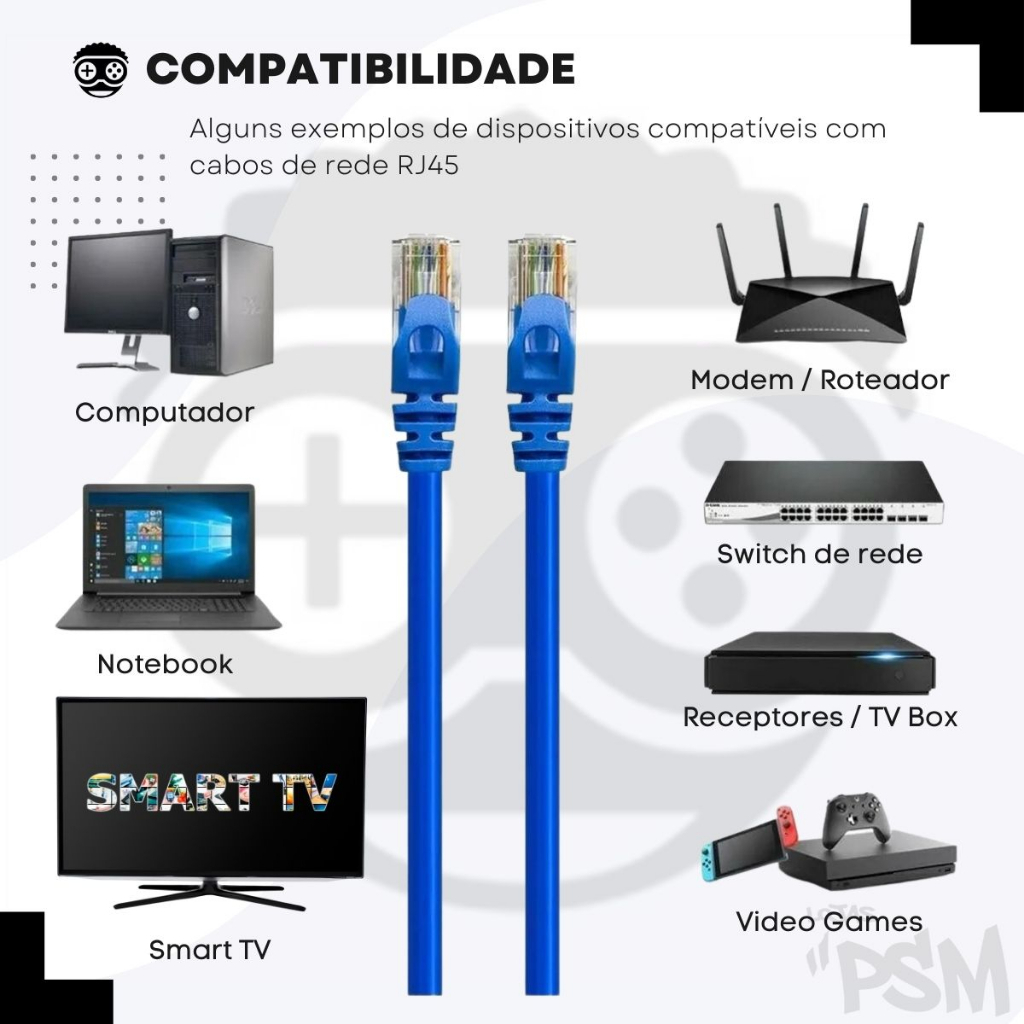 COMPATIBILIDADE
Alguns exemplos de dispositivos compatíveis com
cabos de rede RJ45
Computador
Modem / Roteador
Notebook
Switch de rede
SMART TV
Smart TV
Receptores / TV Box
Video Games
LOJAS
"PSM